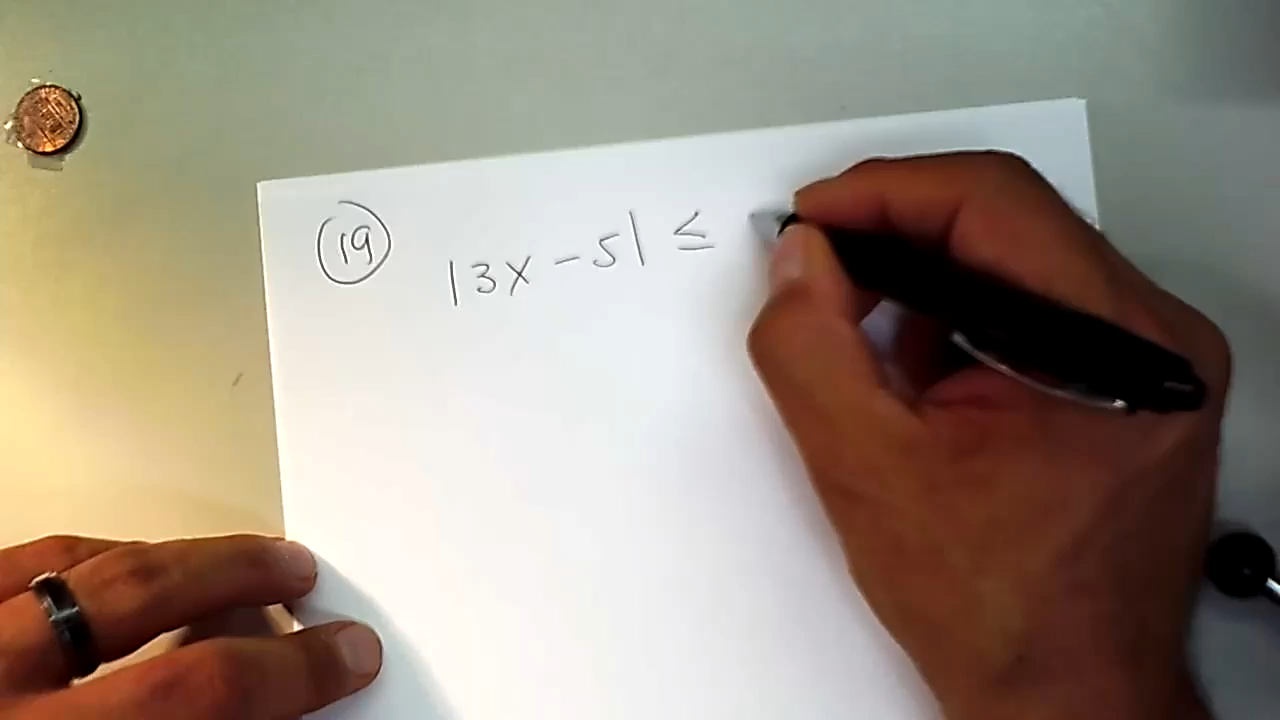 19 |3x - 5| ≤